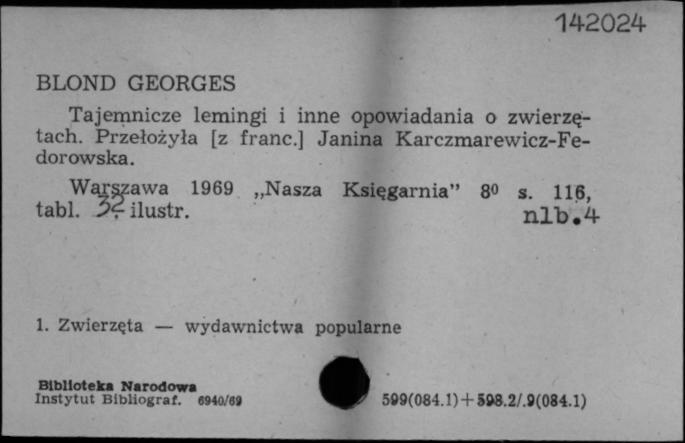 142024
BLOND GEORGES
Tajemnicze lemingi i inne opowiadania o zwierzę-
tach. Przełożyła [z franc.] Janina Karczmarewicz-Fe-
dorowska.
Warszawa 1969 „Nasza Księgarnia" 8⁰ s. 116,
tabl. 32 ilustr. nlb.4
1. Zwierzęta — wydawnictwa popularne
Biblioteka Narodowa
Instytut Bibliograf. 6940/69 599(084.1)+598.2/.9(084.1)